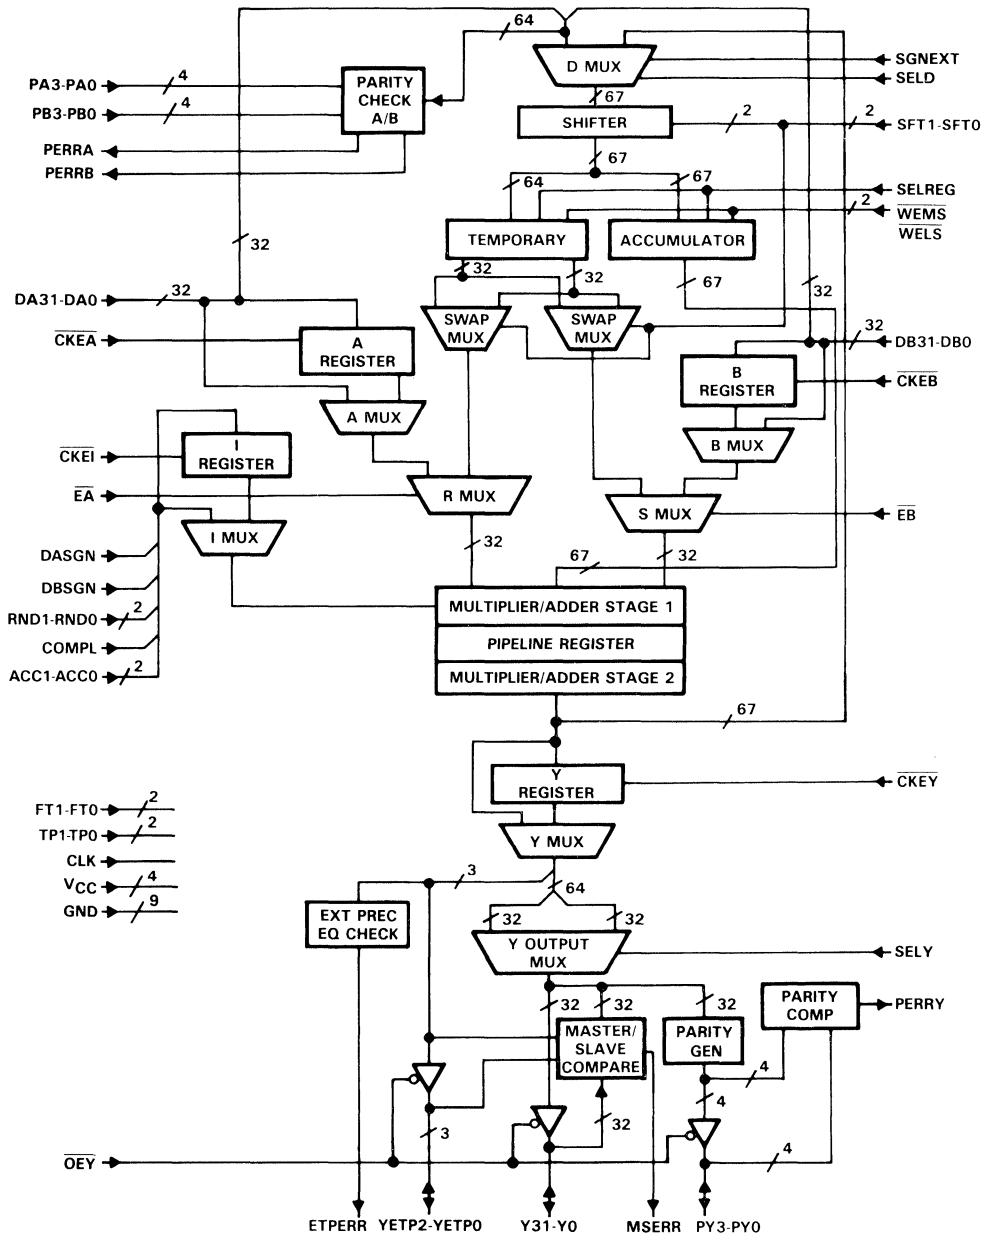 64
D MUX
SGNEXT
SELD
PA3-PA0
4
PARITY
CHECK
A/B
67
PB3-PB0
4
SHIFTER
2
2
SFT1-SFT0
PERRA
PERRB
67
64
67
SELREG
2
WEMS
WELS
TEMPORARY
ACCUMULATOR
32
32
32
67
32
DA31-DA0
32
SWAP
MUX
SWAP
MUX
32
DB31-DB0
CKEA
A
REGISTER
B
REGISTER
CKEB
A MUX
B MUX
I
REGISTER
CKEI
EA
R MUX
S MUX
EB
I MUX
32
67
32
DASGN
DBSGN
RND1-RND0
2
COMPL
ACC1-ACC0
2
MULTIPLIER/ADDER STAGE 1
PIPELINE REGISTER
MULTIPLIER/ADDER STAGE 2
67
Y
REGISTER
CKEY
FT1-FT0
2
TP1-TP0
2
CLK
VCC
4
GND
9
Y MUX
3
64
EXT PREC
EQ CHECK
32
32
Y OUTPUT
MUX
SELY
32
32
32
PARITY
COMP
PERRY
MASTER/
SLAVE
COMPARE
PARITY
GEN
4
4
3
32
4
OEY
ETPERR
YETP2-YETP0
Y31-Y0
MSERR
PY3-PY0